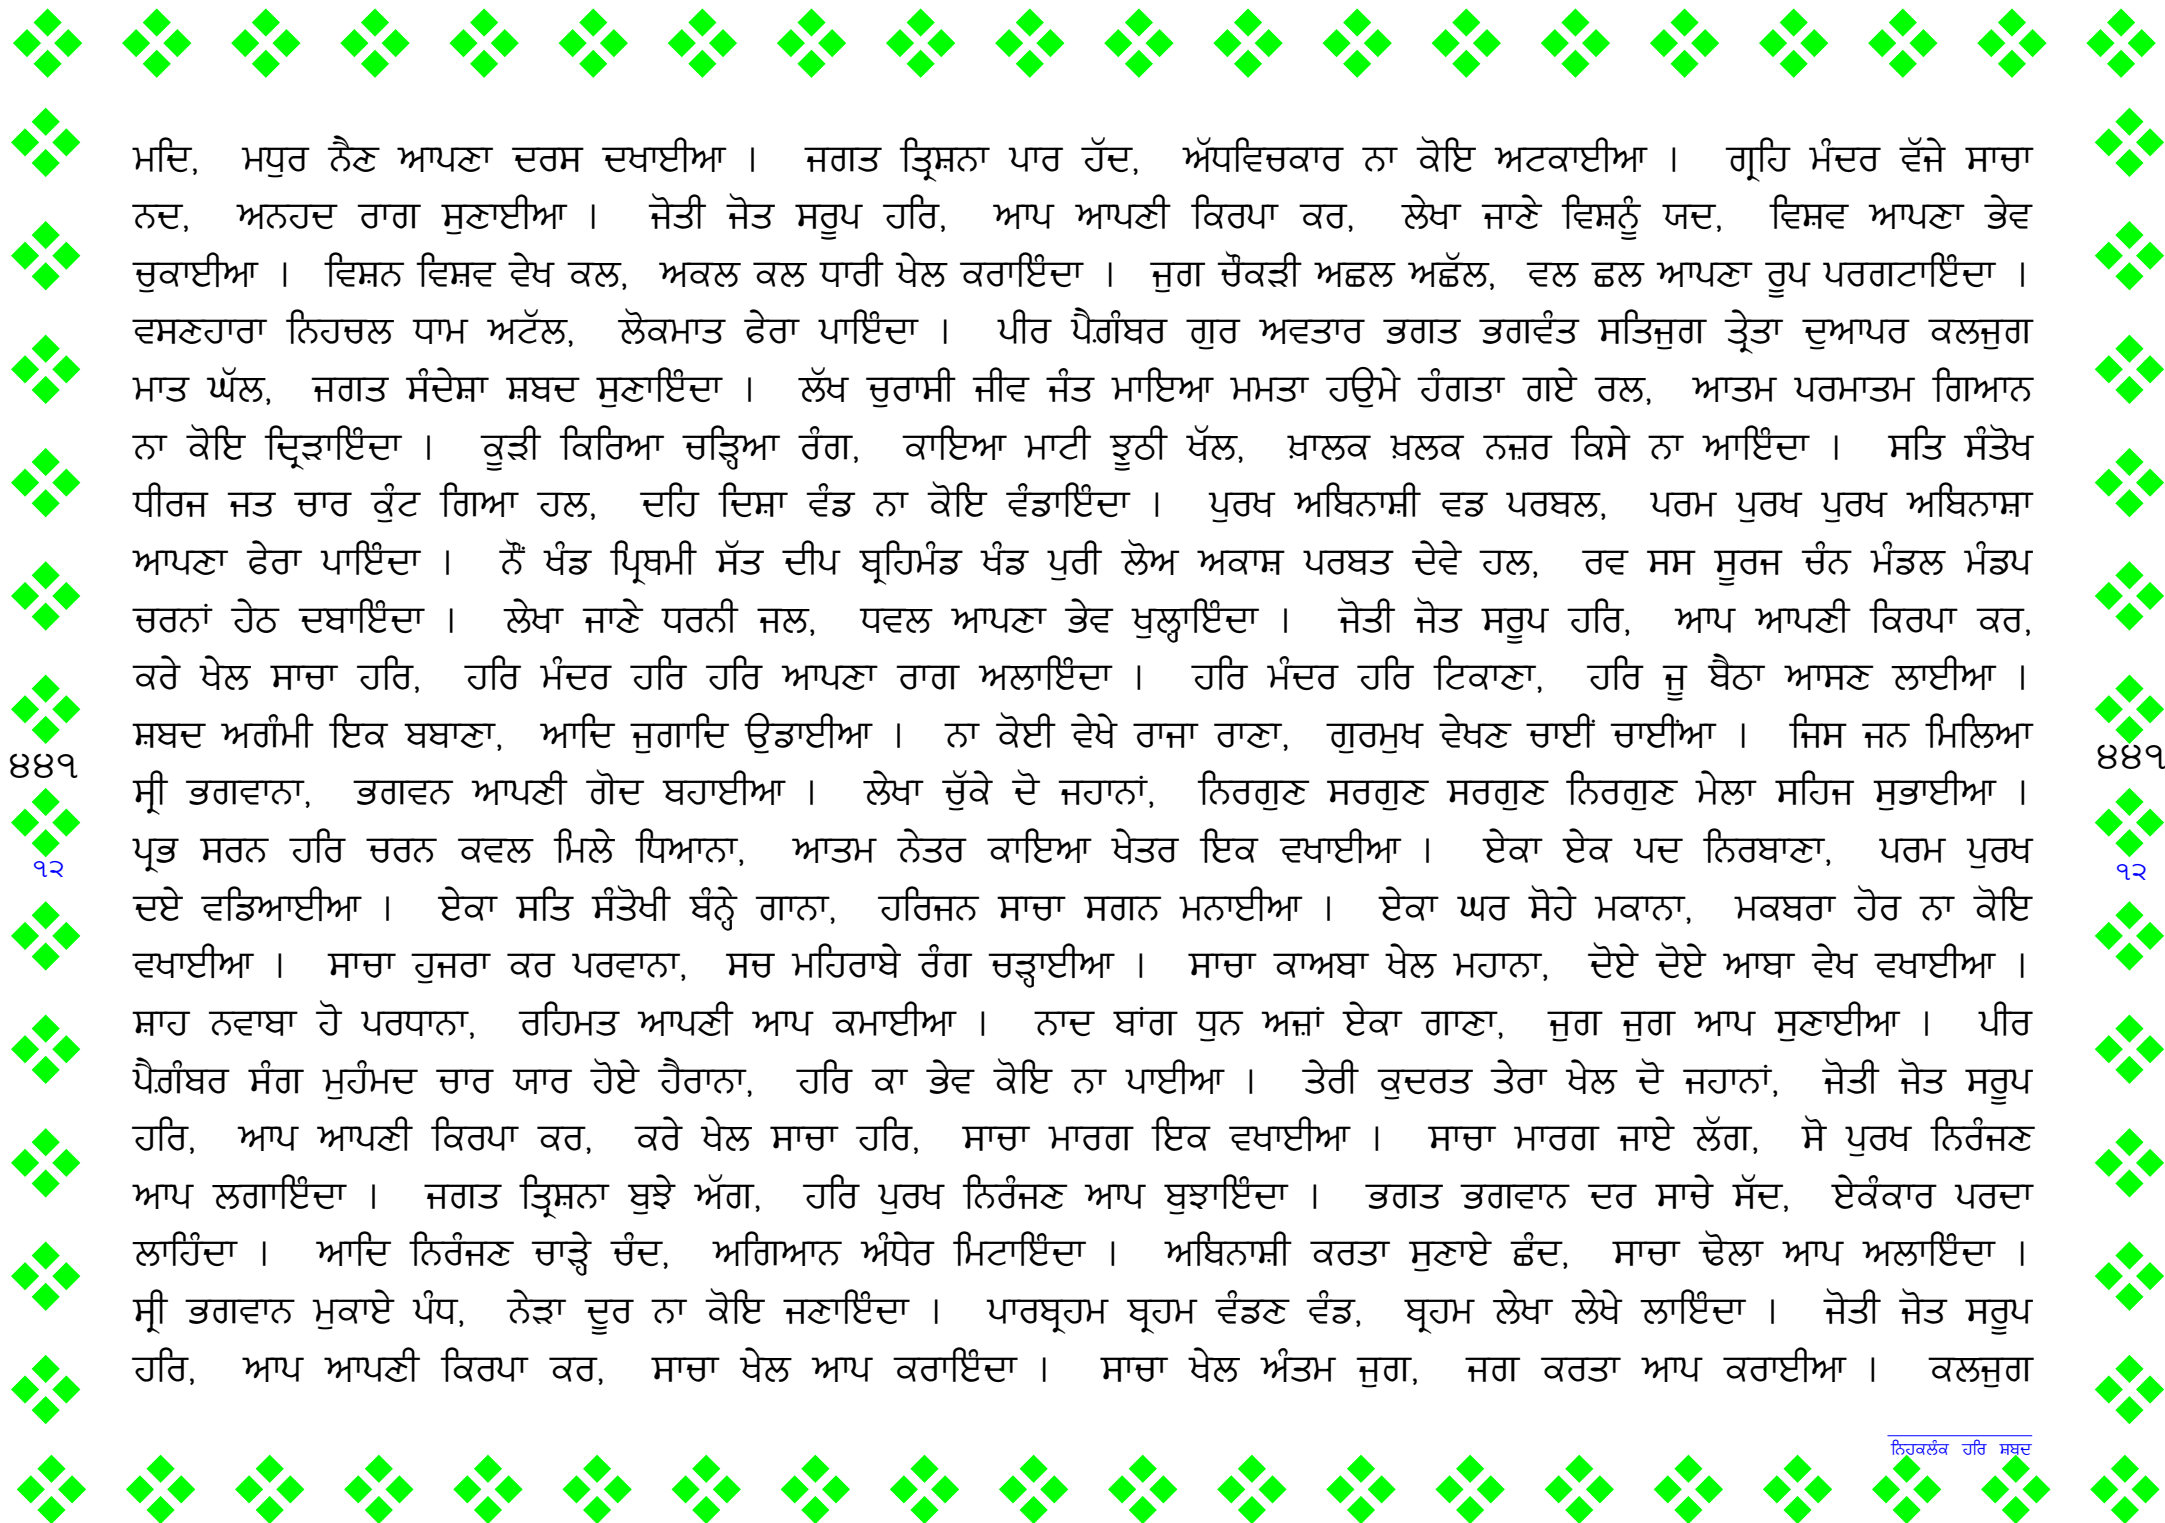 ਮਦਿ, ਮਧੁਰ ਨੈਣ ਆਪਣਾ ਦਰਸ ਦਖਾਈਆ । ਜਗਤ ਤ੍ਰਿਸ਼ਨਾ ਪਾਰ ਹੱਦ, ਅੱਧਵਿਚਕਾਰ ਨਾ ਕੋਇ ਅਟਕਾਈਆ । ਗ੍ਰਹਿ ਮੰਦਰ ਵੱਜੇ ਸਾਚਾ
ਨਦ, ਅਨਹਦ ਰਾਗ ਸੁਣਾਈਆ । ਜੋਤੀ ਜੋਤ ਸਰੂਪ ਹਰਿ, ਆਪ ਆਪਣੀ ਕਿਰਪਾ ਕਰ, ਲੇਖਾ ਜਾਣੇ ਵਿਸ਼ਨੂੰ ਯਦ, ਵਿਸ਼ਵ ਆਪਣਾ ਭੇਵ
ਚੁਕਾਈਆ । ਵਿਸ਼ਨ ਵਿਸ਼ਵ ਵੇਖ ਕਲ, ਅਕਲ ਕਲ ਧਾਰੀ ਖੇਲ ਕਰਾਇੰਦਾ । ਜੁਗ ਚੌਕੜੀ ਅਛਲ ਅਛੱਲ, ਵਲ ਛਲ ਆਪਣਾ ਰੂਪ ਪਰਗਟਾਇੰਦਾ ।
ਵਸਣਹਾਰਾ ਨਿਹਚਲ ਧਾਮ ਅਟੱਲ, ਲੋਕਮਾਤ ਫੇਰਾ ਪਾਇੰਦਾ । ਪੀਰ ਪੈਗ਼ੰਬਰ ਗੁਰ ਅਵਤਾਰ ਭਗਤ ਭਗਵੰਤ ਸਤਿਜੁਗ ਤ੍ਰੇਤਾ ਦੁਆਪਰ ਕਲਜੁਗ
ਮਾਤ ਘੱਲ, ਜਗਤ ਸੰਦੇਸ਼ਾ ਸ਼ਬਦ ਸੁਣਾਇੰਦਾ । ਲੱਖ ਚੁਰਾਸੀ ਜੀਵ ਜੰਤ ਮਾਇਆ ਮਮਤਾ ਹਉਮੇ ਹੰਗਤਾ ਗਏ ਰਲ, ਆਤਮ ਪਰਮਾਤਮ ਗਿਆਨ
ਨਾ ਕੋਇ ਦ੍ਰਿੜਾਇੰਦਾ । ਕੂੜੀ ਕਿਰਿਆ ਚੜ੍ਹਿਆ ਰੰਗ, ਕਾਇਆ ਮਾਟੀ ਝੂਠੀ ਖੱਲ, ਖ਼ਾਲਕ ਖ਼ਲਕ ਨਜ਼ਰ ਕਿਸੇ ਨਾ ਆਇੰਦਾ । ਸਤਿ ਸੰਤੋਖ
ਧੀਰਜ ਜਤ ਚਾਰ ਕੁੰਟ ਗਿਆ ਹਲ, ਦਹਿ ਦਿਸ਼ਾ ਵੰਡ ਨਾ ਕੋਇ ਵੰਡਾਇੰਦਾ । ਪੁਰਖ ਅਬਿਨਾਸ਼ੀ ਵਡ ਪਰਬਲ, ਪਰਮ ਪੁਰਖ ਪੁਰਖ ਅਬਿਨਾਸ਼ਾ
ਆਪਣਾ ਫੇਰਾ ਪਾਇੰਦਾ । ਨੌਂ ਖੰਡ ਪ੍ਰਿਥਮੀ ਸੱਤ ਦੀਪ ਬ੍ਰਹਿਮੰਡ ਖੰਡ ਪੁਰੀ ਲੋਅ ਅਕਾਸ਼ ਪਰਬਤ ਦੇਵੇ ਹਲ, ਰਵ ਸਸ ਸੂਰਜ ਚੰਨ ਮੰਡਲ ਮੰਡਪ
ਚਰਨਾਂ ਹੇਠ ਦਬਾਇੰਦਾ । ਲੇਖਾ ਜਾਣੇ ਧਰਨੀ ਜਲ, ਧਵਲ ਆਪਣਾ ਭੇਵ ਖੁਲ੍ਹਾਇੰਦਾ । ਜੋਤੀ ਜੋਤ ਸਰੂਪ ਹਰਿ, ਆਪ ਆਪਣੀ ਕਿਰਪਾ ਕਰ,
ਕਰੇ ਖੇਲ ਸਾਚਾ ਹਰਿ, ਹਰਿ ਮੰਦਰ ਹਰਿ ਹਰਿ ਆਪਣਾ ਰਾਗ ਅਲਾਇੰਦਾ । ਹਰਿ ਮੰਦਰ ਹਰਿ ਟਿਕਾਣਾ, ਹਰਿ ਜੂ ਬੈਠਾ ਆਸਣ ਲਾਈਆ ।
ਸ਼ਬਦ ਅਗੰਮੀ ਇਕ ਬਬਾਣਾ, ਆਦਿ ਜੁਗਾਦਿ ਉਡਾਈਆ । ਨਾ ਕੋਈ ਵੇਖੇ ਰਾਜਾ ਰਾਣਾ, ਗੁਰਮੁਖ ਵੇਖਣ ਚਾਈਂ ਚਾਈਂਆ । ਜਿਸ ਜਨ ਮਿਲਿਆ
੪੪੧ ੪੪੧
ਸ੍ਰੀ ਭਗਵਾਨਾ, ਭਗਵਨ ਆਪਣੀ ਗੋਦ ਬਹਾਈਆ । ਲੇਖਾ ਚੁੱਕੇ ਦੋ ਜਹਾਨਾਂ, ਨਿਰਗੁਣ ਸਰਗੁਣ ਸਰਗੁਣ ਨਿਰਗੁਣ ਮੇਲਾ ਸਹਿਜ ਸੁਭਾਈਆ ।
ਪ੍ਰਭ ਸਰਨ ਹਰਿ ਚਰਨ ਕਵਲ ਮਿਲੇ ਧਿਆਨਾ, ਆਤਮ ਨੇਤਰ ਕਾਇਆ ਖੇਤਰ ਇਕ ਵਖਾਈਆ । ਏਕਾ ਏਕ ਪਦ ਨਿਰਬਾਣਾ, ਪਰਮ ਪੁਰਖ
੧੨ ੧੨
ਦਏ ਵਡਿਆਈਆ । ਏਕਾ ਸਤਿ ਸੰਤੋਖੀ ਬੰਨ੍ਹੇ ਗਾਨਾ, ਹਰਿਜਨ ਸਾਚਾ ਸਗਨ ਮਨਾਈਆ । ਏਕਾ ਘਰ ਸੋਹੇ ਮਕਾਨਾ, ਮਕਬਰਾ ਹੋਰ ਨਾ ਕੋਇ
ਵਖਾਈਆ । ਸਾਚਾ ਹੁਜਰਾ ਕਰ ਪਰਵਾਨਾ, ਸਚ ਮਹਿਰਾਬੇ ਰੰਗ ਚੜ੍ਹਾਈਆ । ਸਾਚਾ ਕਾਅਬਾ ਖੇਲ ਮਹਾਨਾ, ਦੋਏ ਦੋਏ ਆਬਾ ਵੇਖ ਵਖਾਈਆ ।
ਸ਼ਾਹ ਨਵਾਬਾ ਹੋ ਪਰਧਾਨਾ, ਰਹਿਮਤ ਆਪਣੀ ਆਪ ਕਮਾਈਆ । ਨਾਦ ਬਾਂਗ ਧੁਨ ਅਜ਼ਾਂ ਏਕਾ ਗਾਣਾ, ਜੁਗ ਜੁਗ ਆਪ ਸੁਣਾਈਆ । ਪੀਰ
ਪੈਗ਼ੰਬਰ ਸੰਗ ਮੁਹੰਮਦ ਚਾਰ ਯਾਰ ਹੋਏ ਹੈਰਾਨਾ, ਹਰਿ ਕਾ ਭੇਵ ਕੋਇ ਨਾ ਪਾਈਆ । ਤੇਰੀ ਕੁਦਰਤ ਤੇਰਾ ਖੇਲ ਦੋ ਜਹਾਨਾਂ, ਜੋਤੀ ਜੋਤ ਸਰੂਪ
ਹਰਿ, ਆਪ ਆਪਣੀ ਕਿਰਪਾ ਕਰ, ਕਰੇ ਖੇਲ ਸਾਚਾ ਹਰਿ, ਸਾਚਾ ਮਾਰਗ ਇਕ ਵਖਾਈਆ । ਸਾਚਾ ਮਾਰਗ ਜਾਏ ਲੱਗ, ਸੋ ਪੁਰਖ ਨਿਰੰਜਣ
ਆਪ ਲਗਾਇੰਦਾ । ਜਗਤ ਤ੍ਰਿਸ਼ਨਾ ਬੁਝੇ ਅੱਗ, ਹਰਿ ਪੁਰਖ ਨਿਰੰਜਣ ਆਪ ਬੁਝਾਇੰਦਾ । ਭਗਤ ਭਗਵਾਨ ਦਰ ਸਾਚੇ ਸੱਦ, ਏਕੰਕਾਰ ਪਰਦਾ
ਲਾਹਿੰਦਾ । ਆਦਿ ਨਿਰੰਜਣ ਚਾੜ੍ਹੇ ਚੰਦ, ਅਗਿਆਨ ਅੰਧੇਰ ਮਿਟਾਇੰਦਾ । ਅਬਿਨਾਸ਼ੀ ਕਰਤਾ ਸੁਣਾਏ ਛੰਦ, ਸਾਚਾ ਢੋਲਾ ਆਪ ਅਲਾਇੰਦਾ ।
ਸ੍ਰੀ ਭਗਵਾਨ ਮੁਕਾਏ ਪੰਧ, ਨੇੜਾ ਦੂਰ ਨਾ ਕੋਇ ਜਣਾਇੰਦਾ । ਪਾਰਬ੍ਰਹਮ ਬ੍ਰਹਮ ਵੰਡਣ ਵੰਡ, ਬ੍ਰਹਮ ਲੇਖਾ ਲੇਖੇ ਲਾਇੰਦਾ । ਜੋਤੀ ਜੋਤ ਸਰੂਪ
ਹਰਿ, ਆਪ ਆਪਣੀ ਕਿਰਪਾ ਕਰ, ਸਾਚਾ ਖੇਲ ਆਪ ਕਰਾਇੰਦਾ । ਸਾਚਾ ਖੇਲ ਅੰਤਮ ਜੁਗ, ਜਗ ਕਰਤਾ ਆਪ ਕਰਾਈਆ । ਕਲਜੁਗ
ਨਿਹਕਲੰਕ ਹਰਿ ਸ਼ਬਦ